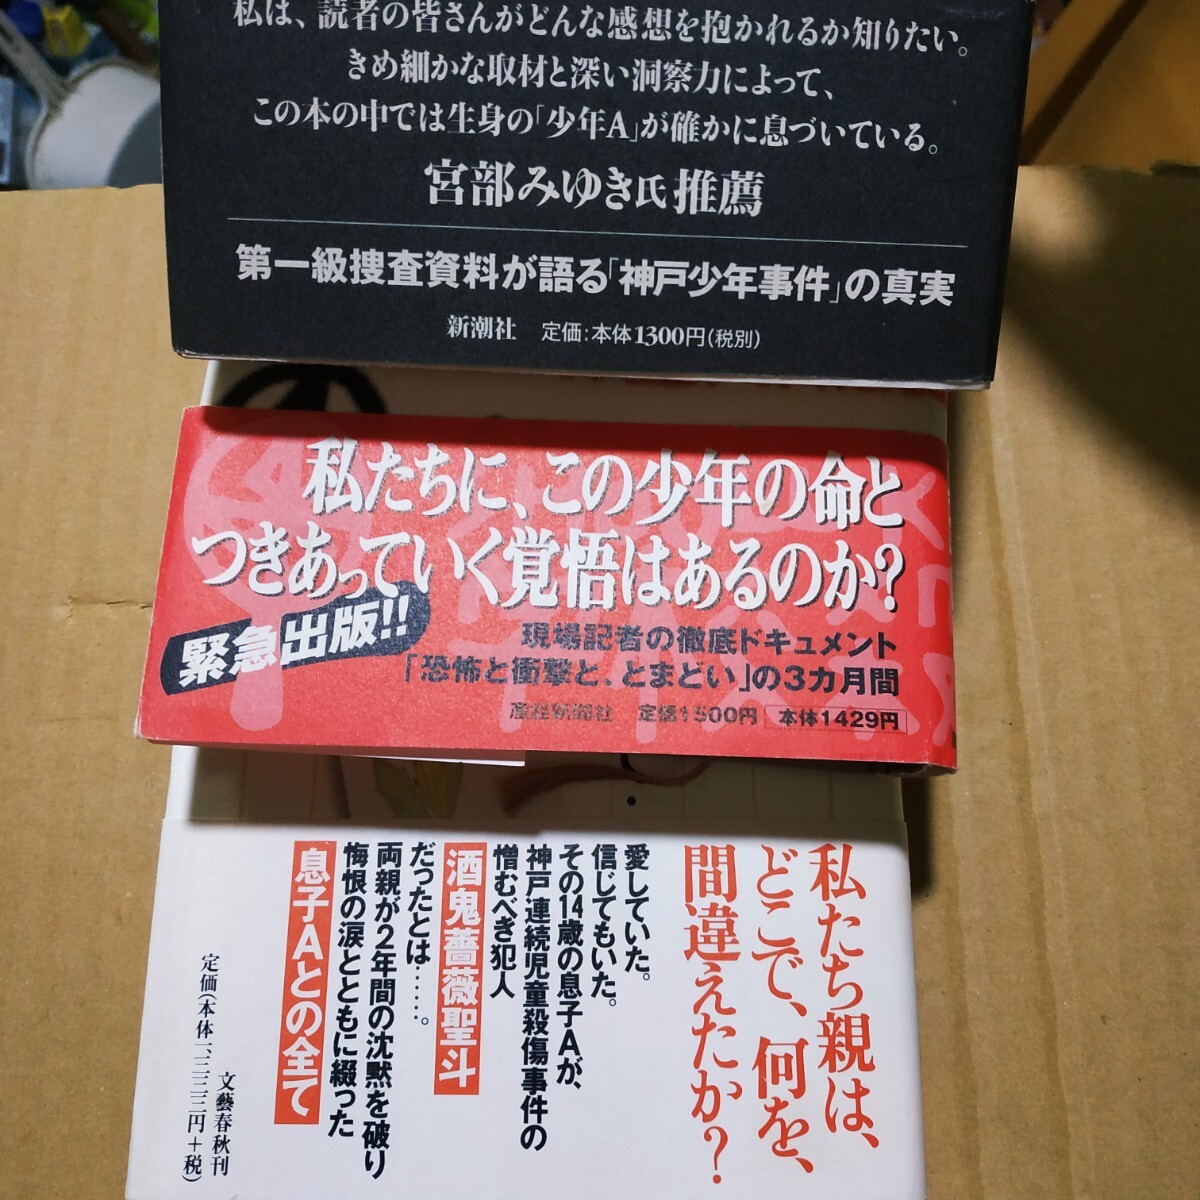 私は、読者の皆さんがどんな感想を抱かれるか知りたい。
きめ細かな取材と深い洞察力によって、
この本の中では生身の「少年A」が確かに息づいている。
宮部みゆき氏推薦
第一級捜査資料が語る「神戸少年事件」の真実
新潮社 定価:本体1300円(税別)
私たちに、この少年の命と
つきあっていく覚悟はあるのか?
緊急出版!!
現場記者の徹底ドキュメント
「恐怖と衝撃と、とまどい」の3カ月間
産経新聞社 定価1500円 本体1429円
私たち親は、
どこで、何を、
間違えたか?
愛していた。
信じてもいた。
その14歳の息子Aが、
神戸連続児童殺傷事件の
憎むべき犯人
酒鬼薔薇聖斗
だったとは……。
両親が2年間の沈黙を破り
悔恨の涙とともに綴った
息子Aとの全て
文藝春秋刊
定価(本体一、三三三円+税)